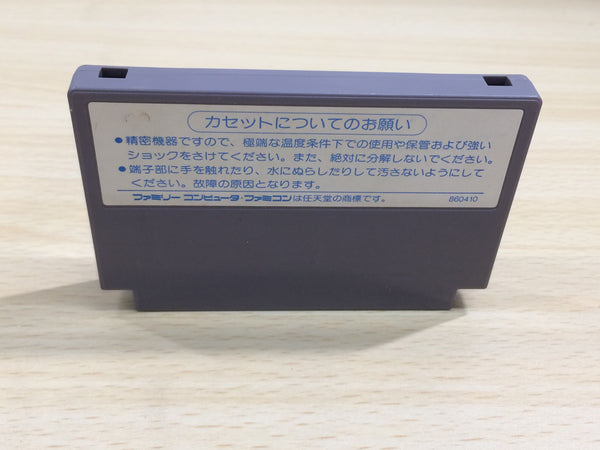 カセットについてのお願い
●精密機器ですので、極端な温度条件下での使用や保管および強い
ショックをさけてください。また、絶対に分解しないでください。
●端子部に手を触れたり、水にぬらしたりして汚さないようにして
ください。故障の原因となります。
ファミリー コンピュータ・ファミコンは任天堂の商標です。 860410